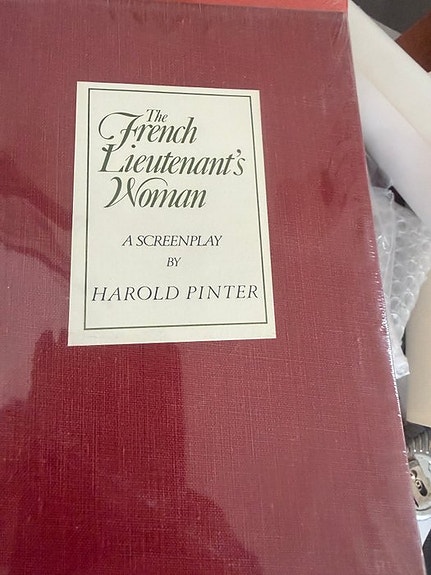 The
French
Lieutenant's
Woman
A SCREENPLAY
BY
HAROLD PINTER